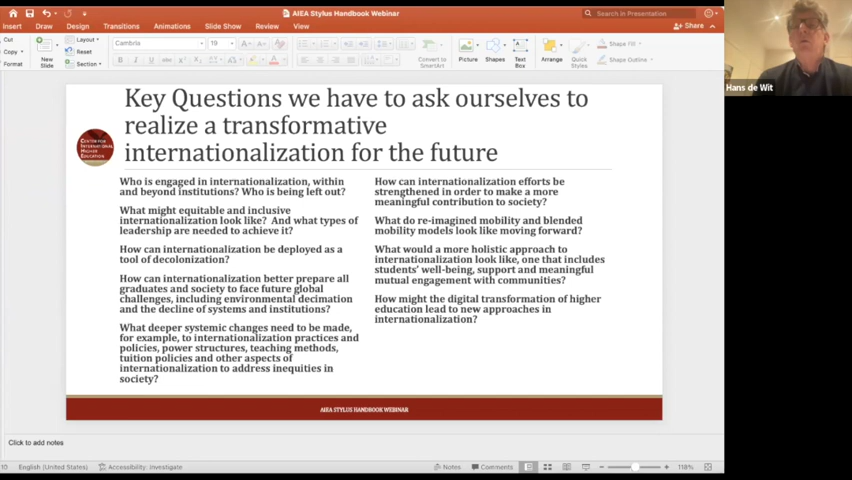 AIEA Stylus Handbook Webinar
Search in Presentation
Insert Draw Design Transitions Animations Slide Show Review View
Share
Cut
Copy
Format
New
Slide
Layout
Reset
Section
Cambria
19
Convert to
SmartArt
Picture
Shapes
Text
Box
Arrange
Quick
Styles
Shape Fill
Shape Outline
Hans de Wit
Key Questions we have to ask ourselves to
realize a transformative
internationalization for the future
CENTER FOR
INTERNATIONAL
HIGHER
EDUCATION
Who is engaged in internationalization, within
and beyond institutions? Who is being left out?
What might equitable and inclusive
internationalization look like? And what types of
leadership are needed to achieve it?
How can internationalization be deployed as a
tool of decolonization?
How can internationalization better prepare all
graduates and society to face future global
challenges, including environmental decimation
and the decline of systems and institutions?
What deeper systemic changes need to be made,
for example, to internationalization practices and
policies, power structures, teaching methods,
tuition policies and other aspects of
internationalization to address inequities in
society?
How can internationalization efforts be
strengthened in order to make a more
meaningful contribution to society?
What do re-imagined mobility and blended
mobility models look like moving forward?
What would a more holistic approach to
internationalization look like, one that includes
students' well-being, support and meaningful
mutual engagement with communities?
How might the digital transformation of higher
education lead to new approaches in
internationalization?
AIEA STYLUS HANDBOOK WEBINAR
Click to add notes
10 English (United States) Accessibility: Investigate Notes Comments 118%